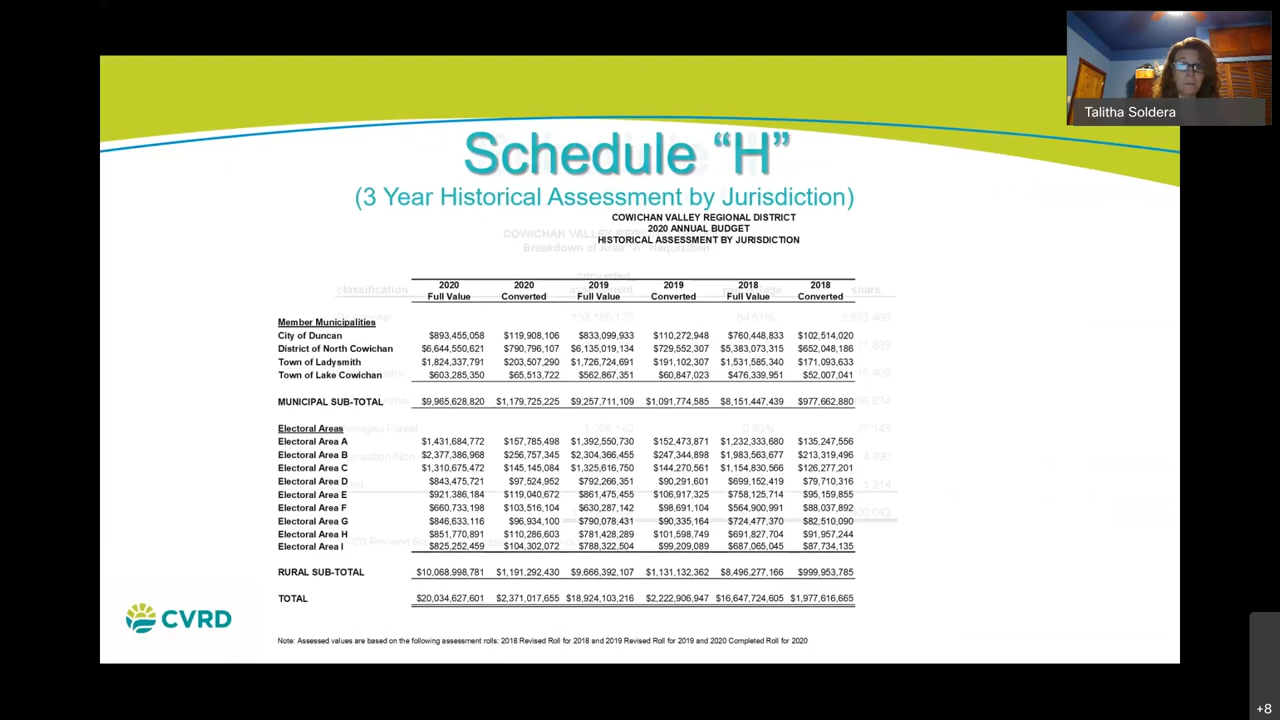 Talitha Soldera
Schedule “H”
(3 Year Historical Assessment by Jurisdiction)
COWICHAN VALLEY REGIONAL DISTRICT
2020 ANNUAL BUDGET
HISTORICAL ASSESSMENT BY JURISDICTION
2020 2020 2019 2019 2018 2018
Full Value Converted Full Value Converted Full Value Converted
Member Municipalities
City of Duncan $893,455,058 $119,908,106 $833,099,933 $110,272,948 $760,448,833 $102,514,020
District of North Cowichan $6,644,550,621 $790,796,107 $6,135,019,134 $729,552,307 $5,383,073,315 $652,048,186
Town of Ladysmith $1,824,337,791 $203,507,290 $1,726,724,691 $191,102,307 $1,531,585,340 $171,093,633
Town of Lake Cowichan $603,285,350 $65,513,722 $562,867,351 $60,847,023 $476,339,951 $52,007,041
MUNICIPAL SUB-TOTAL $9,965,628,820 $1,179,725,225 $9,257,711,109 $1,091,774,585 $8,151,447,439 $977,662,880
Electoral Areas
Electoral Area A $1,431,684,772 $157,785,498 $1,392,550,730 $152,473,871 $1,232,333,680 $135,247,556
Electoral Area B $2,377,386,968 $256,757,345 $2,304,366,455 $247,344,898 $1,983,563,677 $213,319,496
Electoral Area C $1,310,675,472 $145,145,084 $1,325,616,750 $144,270,561 $1,154,830,566 $126,277,201
Electoral Area D $843,475,721 $97,524,952 $792,266,351 $90,291,601 $699,152,419 $79,710,316
Electoral Area E $921,386,184 $119,040,672 $861,475,455 $106,917,325 $758,125,714 $95,159,855
Electoral Area F $660,733,198 $103,516,104 $630,287,142 $98,691,104 $564,900,991 $88,037,892
Electoral Area G $846,633,116 $96,934,100 $790,078,431 $90,335,164 $724,477,370 $82,510,090
Electoral Area H $851,770,891 $110,286,603 $781,428,289 $101,598,749 $691,827,704 $91,957,244
Electoral Area I $825,252,459 $104,302,072 $788,322,504 $99,209,089 $687,065,045 $87,734,135
RURAL SUB-TOTAL $10,068,998,781 $1,191,292,430 $9,666,392,107 $1,131,132,362 $8,496,277,166 $999,953,785
TOTAL $20,034,627,601 $2,371,017,655 $18,924,103,216 $2,222,906,947 $16,647,724,605 $1,977,616,665
CVRD
Note: Assessed values are based on the following assessment rolls: 2018 Revised Roll for 2018 and 2019 Revised Roll for 2019 and 2020 Completed Roll for 2020
+8